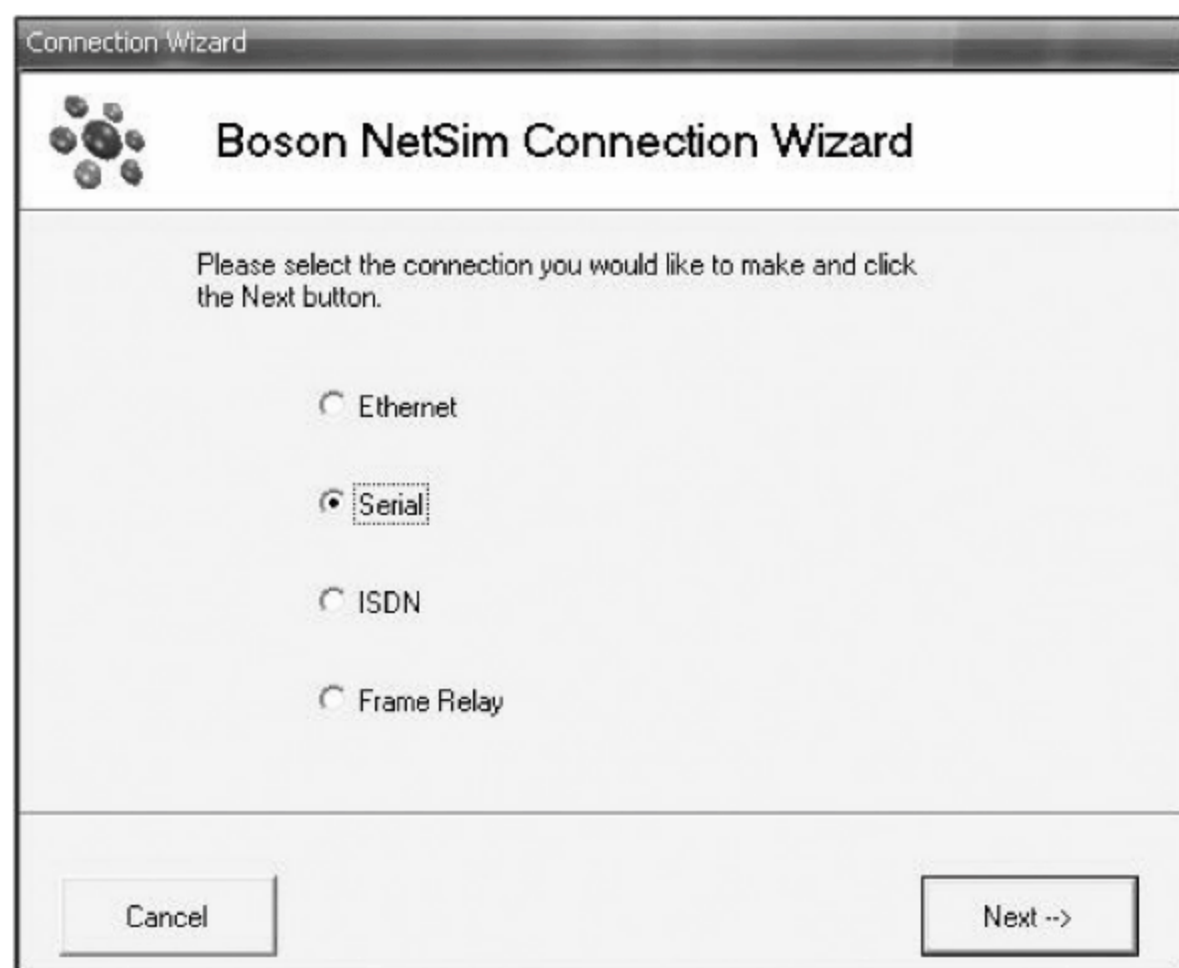 Connection Wizard
Boson NetSim Connection Wizard
Please select the connection you would like to make and click
the Next button.
Ethernet
Serial
ISDN
Frame Relay
Cancel
Next -->